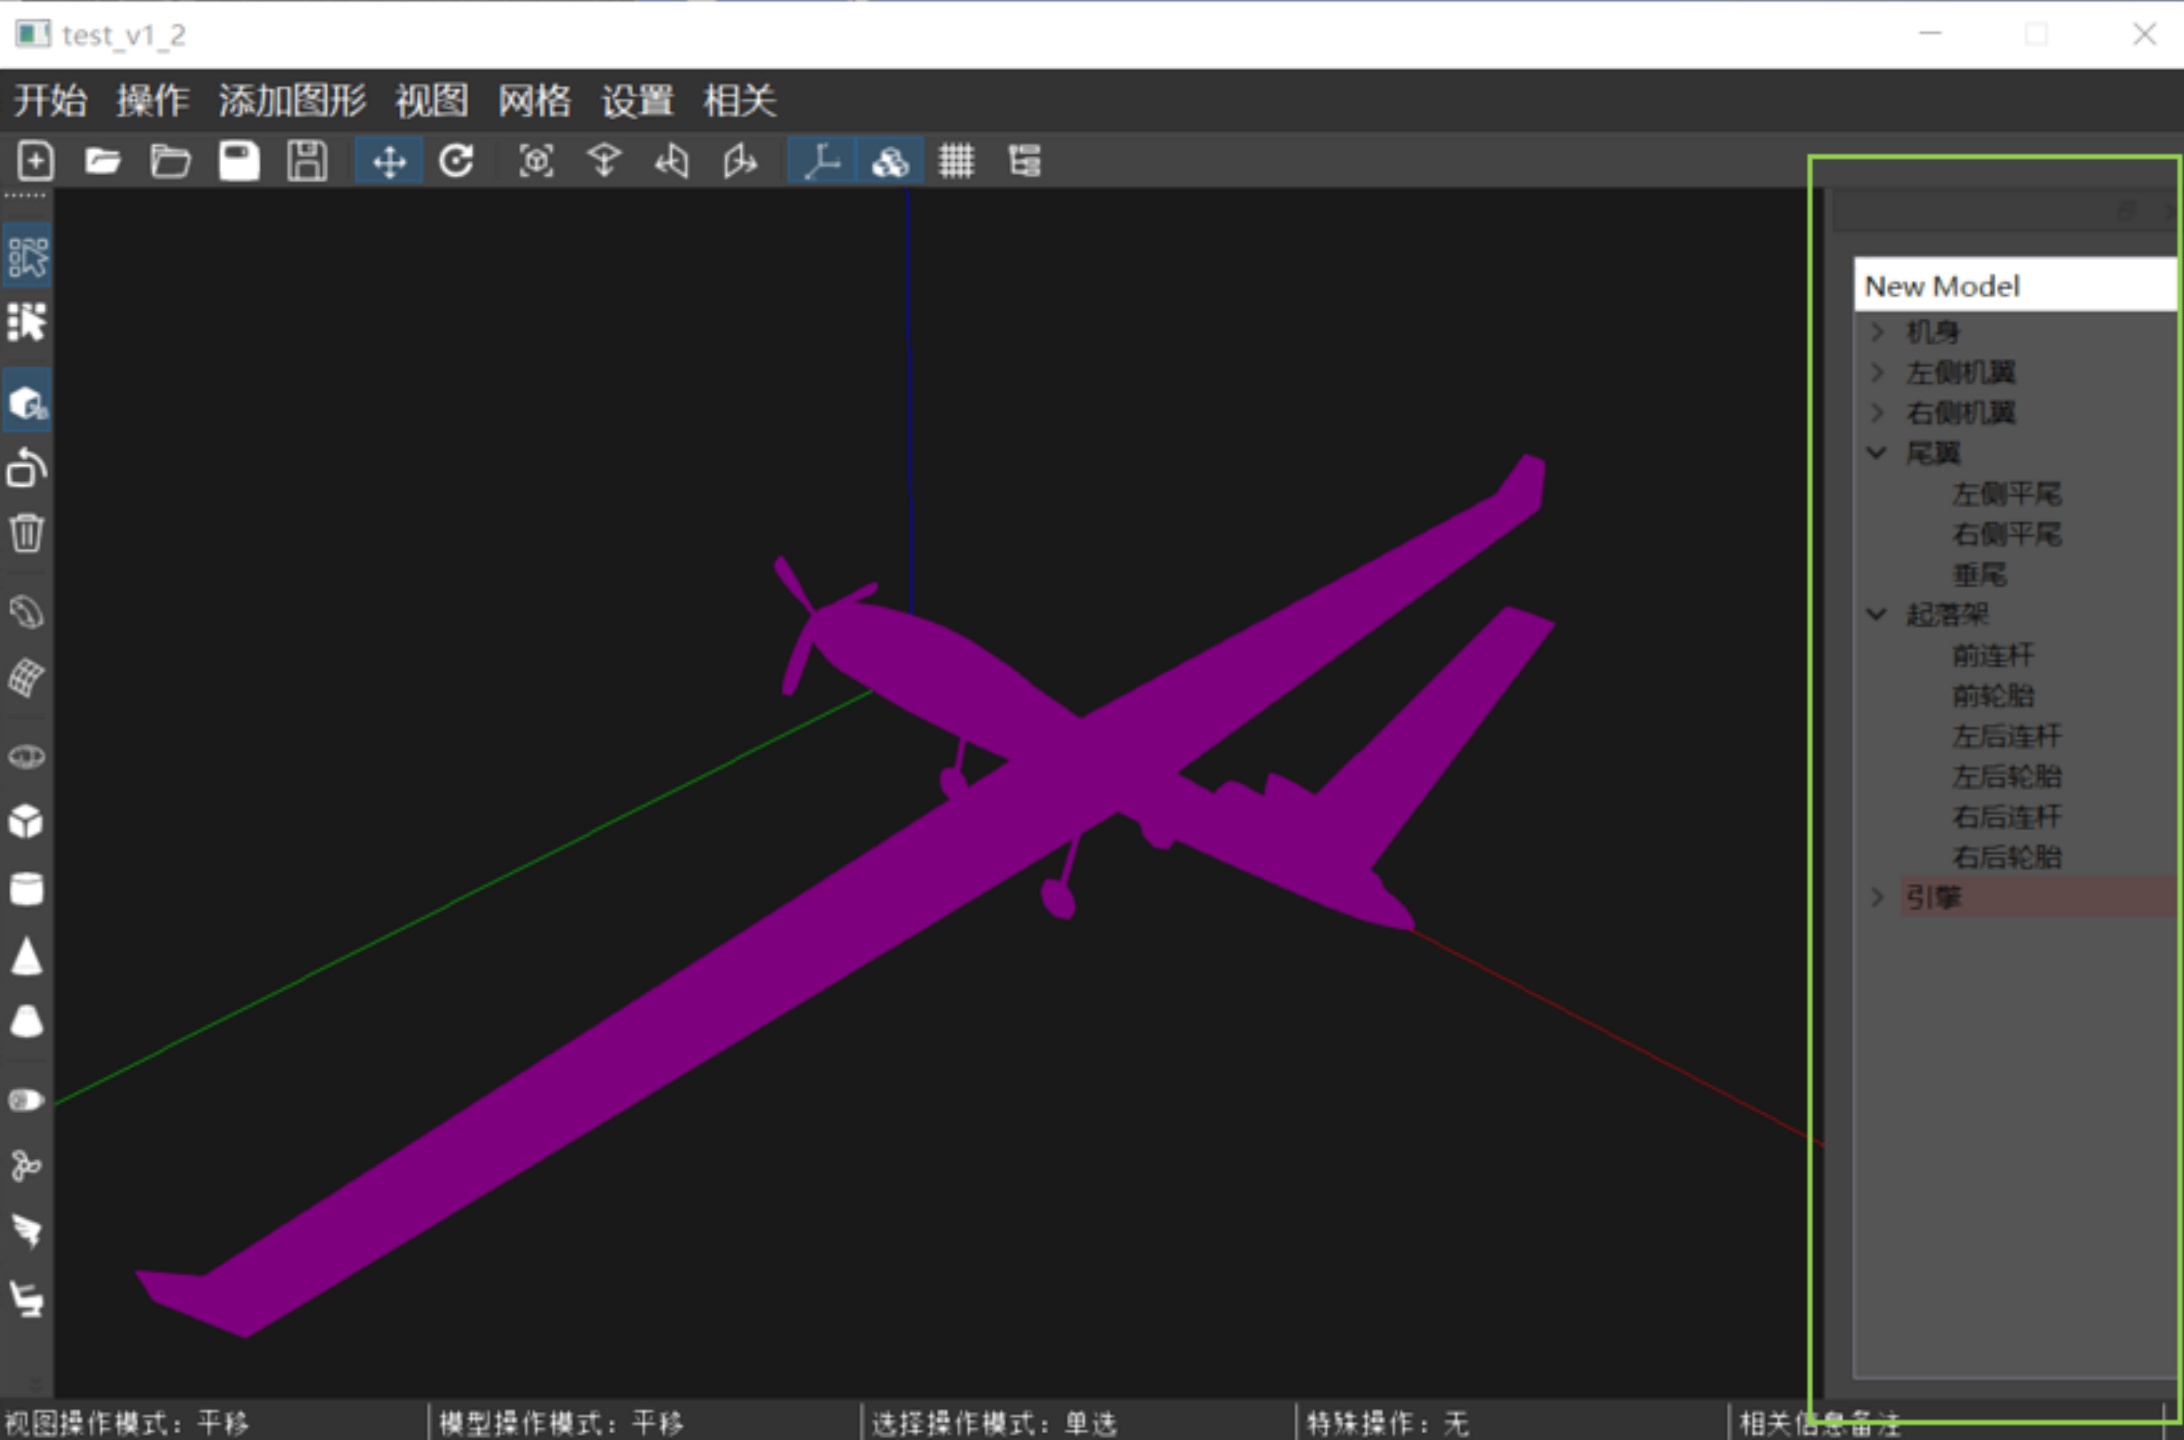 test_v1_2
开始 操作 添加图形 视图 网格 设置 相关
New Model
机身
左侧机翼
右侧机翼
尾翼
左侧平尾
右侧平尾
垂尾
起落架
前连杆
前轮胎
左后连杆
左后轮胎
右后连杆
右后轮胎
引擎
视图操作模式：平移 模型操作模式：平移 选择操作模式：单选 特殊操作：无 相关信息备注